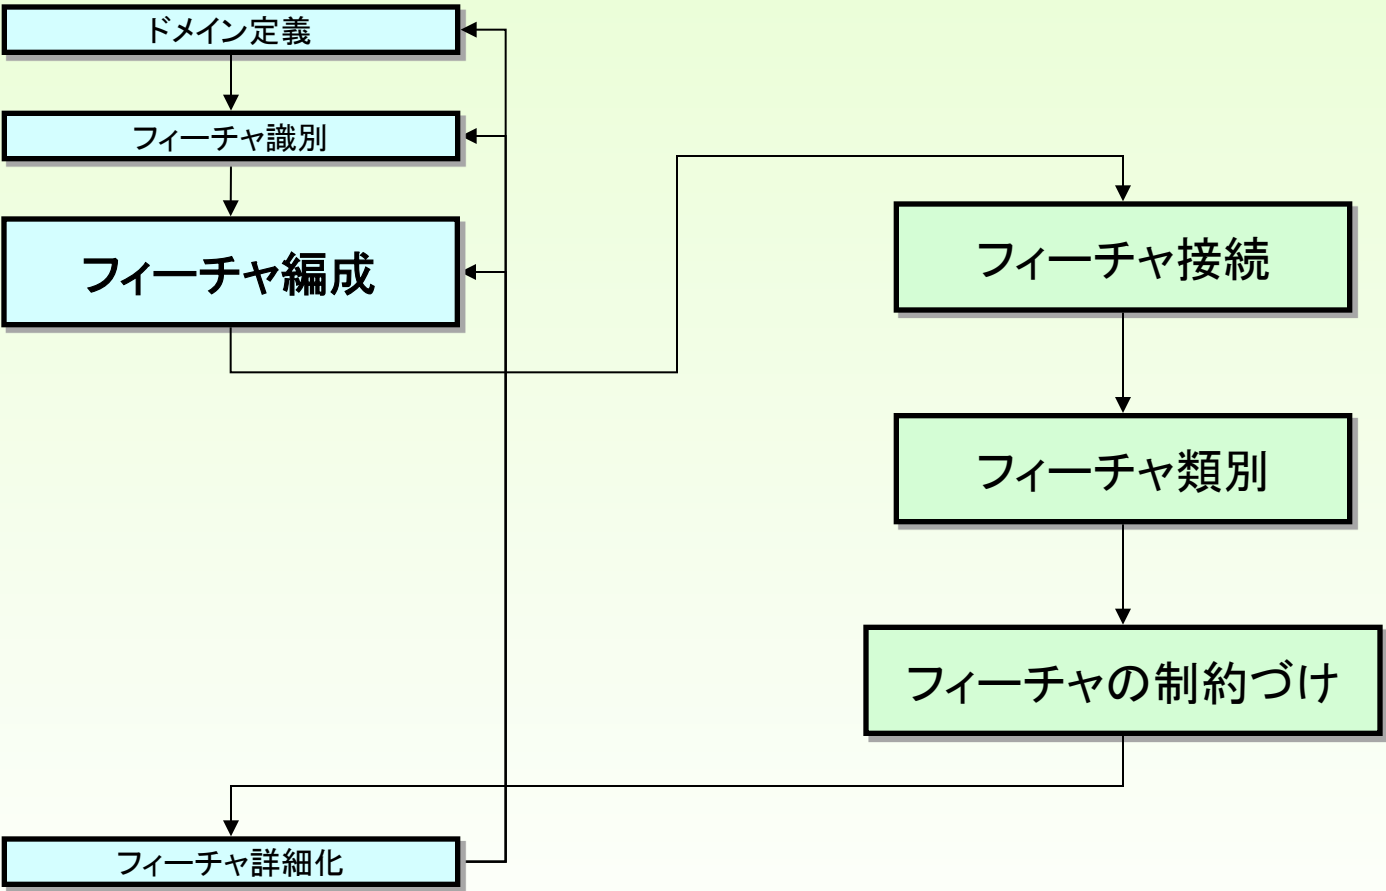 ドメイン定義
フィーチャ識別
フィーチャ編成
フィーチャ接続
フィーチャ類別
フィーチャの制約づけ
フィーチャ詳細化